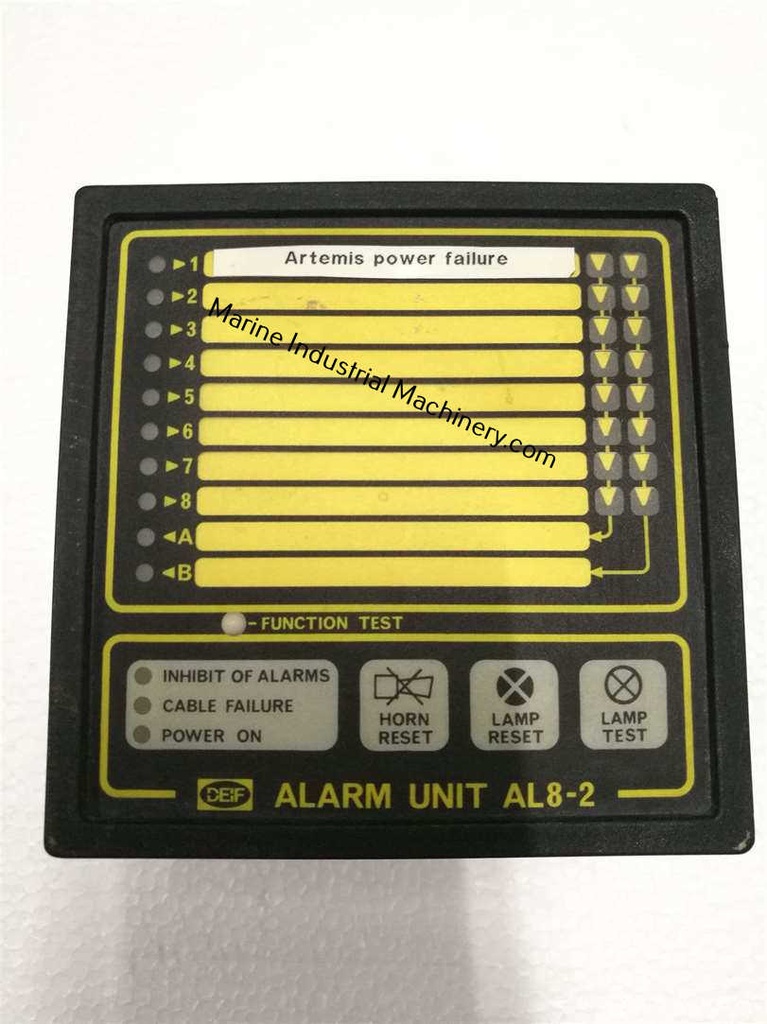 1 Artemis power failure
2
3
Marine Industrial Machinery.com
4
5
6
7
8
A
B
FUNCTION TEST
INHIBIT OF ALARMS
CABLE FAILURE
POWER ON
HORN
RESET
LAMP
RESET
LAMP
TEST
DEIF ALARM UNIT AL8-2